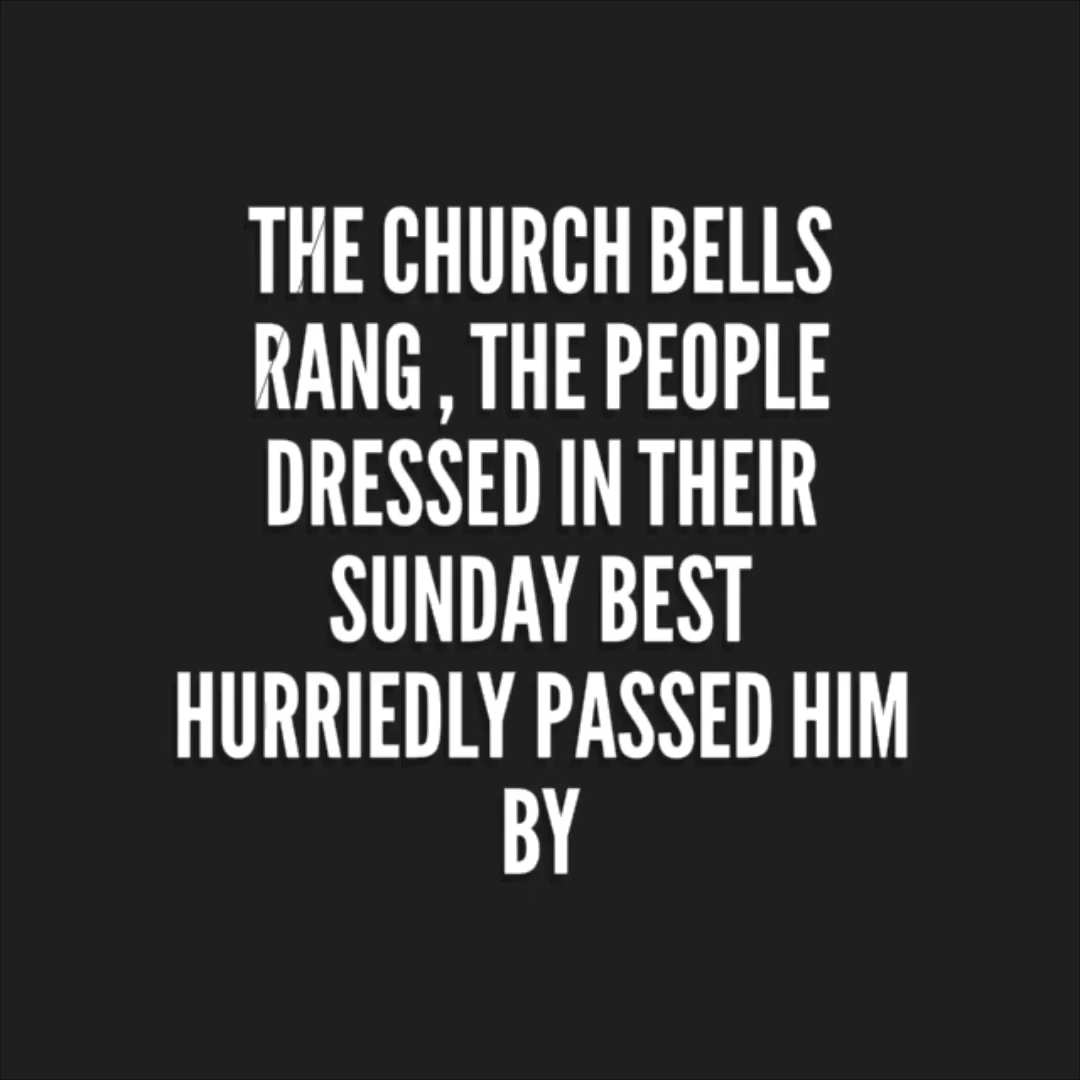 THE CHURCH BELLS
RANG , THE PEOPLE
DRESSED IN THEIR
SUNDAY BEST
HURRIEDLY PASSED HIM
BY